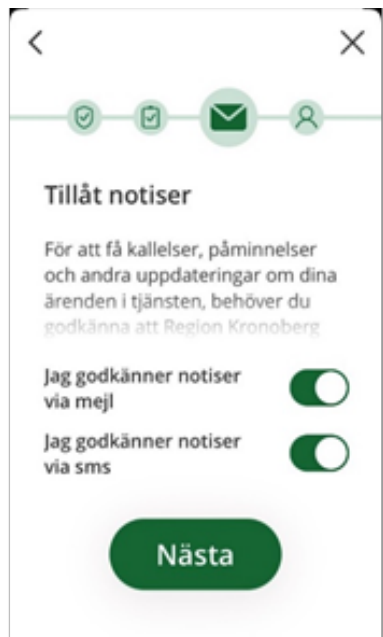 Tillåt notiser
För att få kallelser, påminnelser
och andra uppdateringar om dina
ärenden i tjänsten, behöver du
godkänna att Region Kronoberg
Jag godkänner notiser
via mejl
Jag godkänner notiser
via sms
Nästa